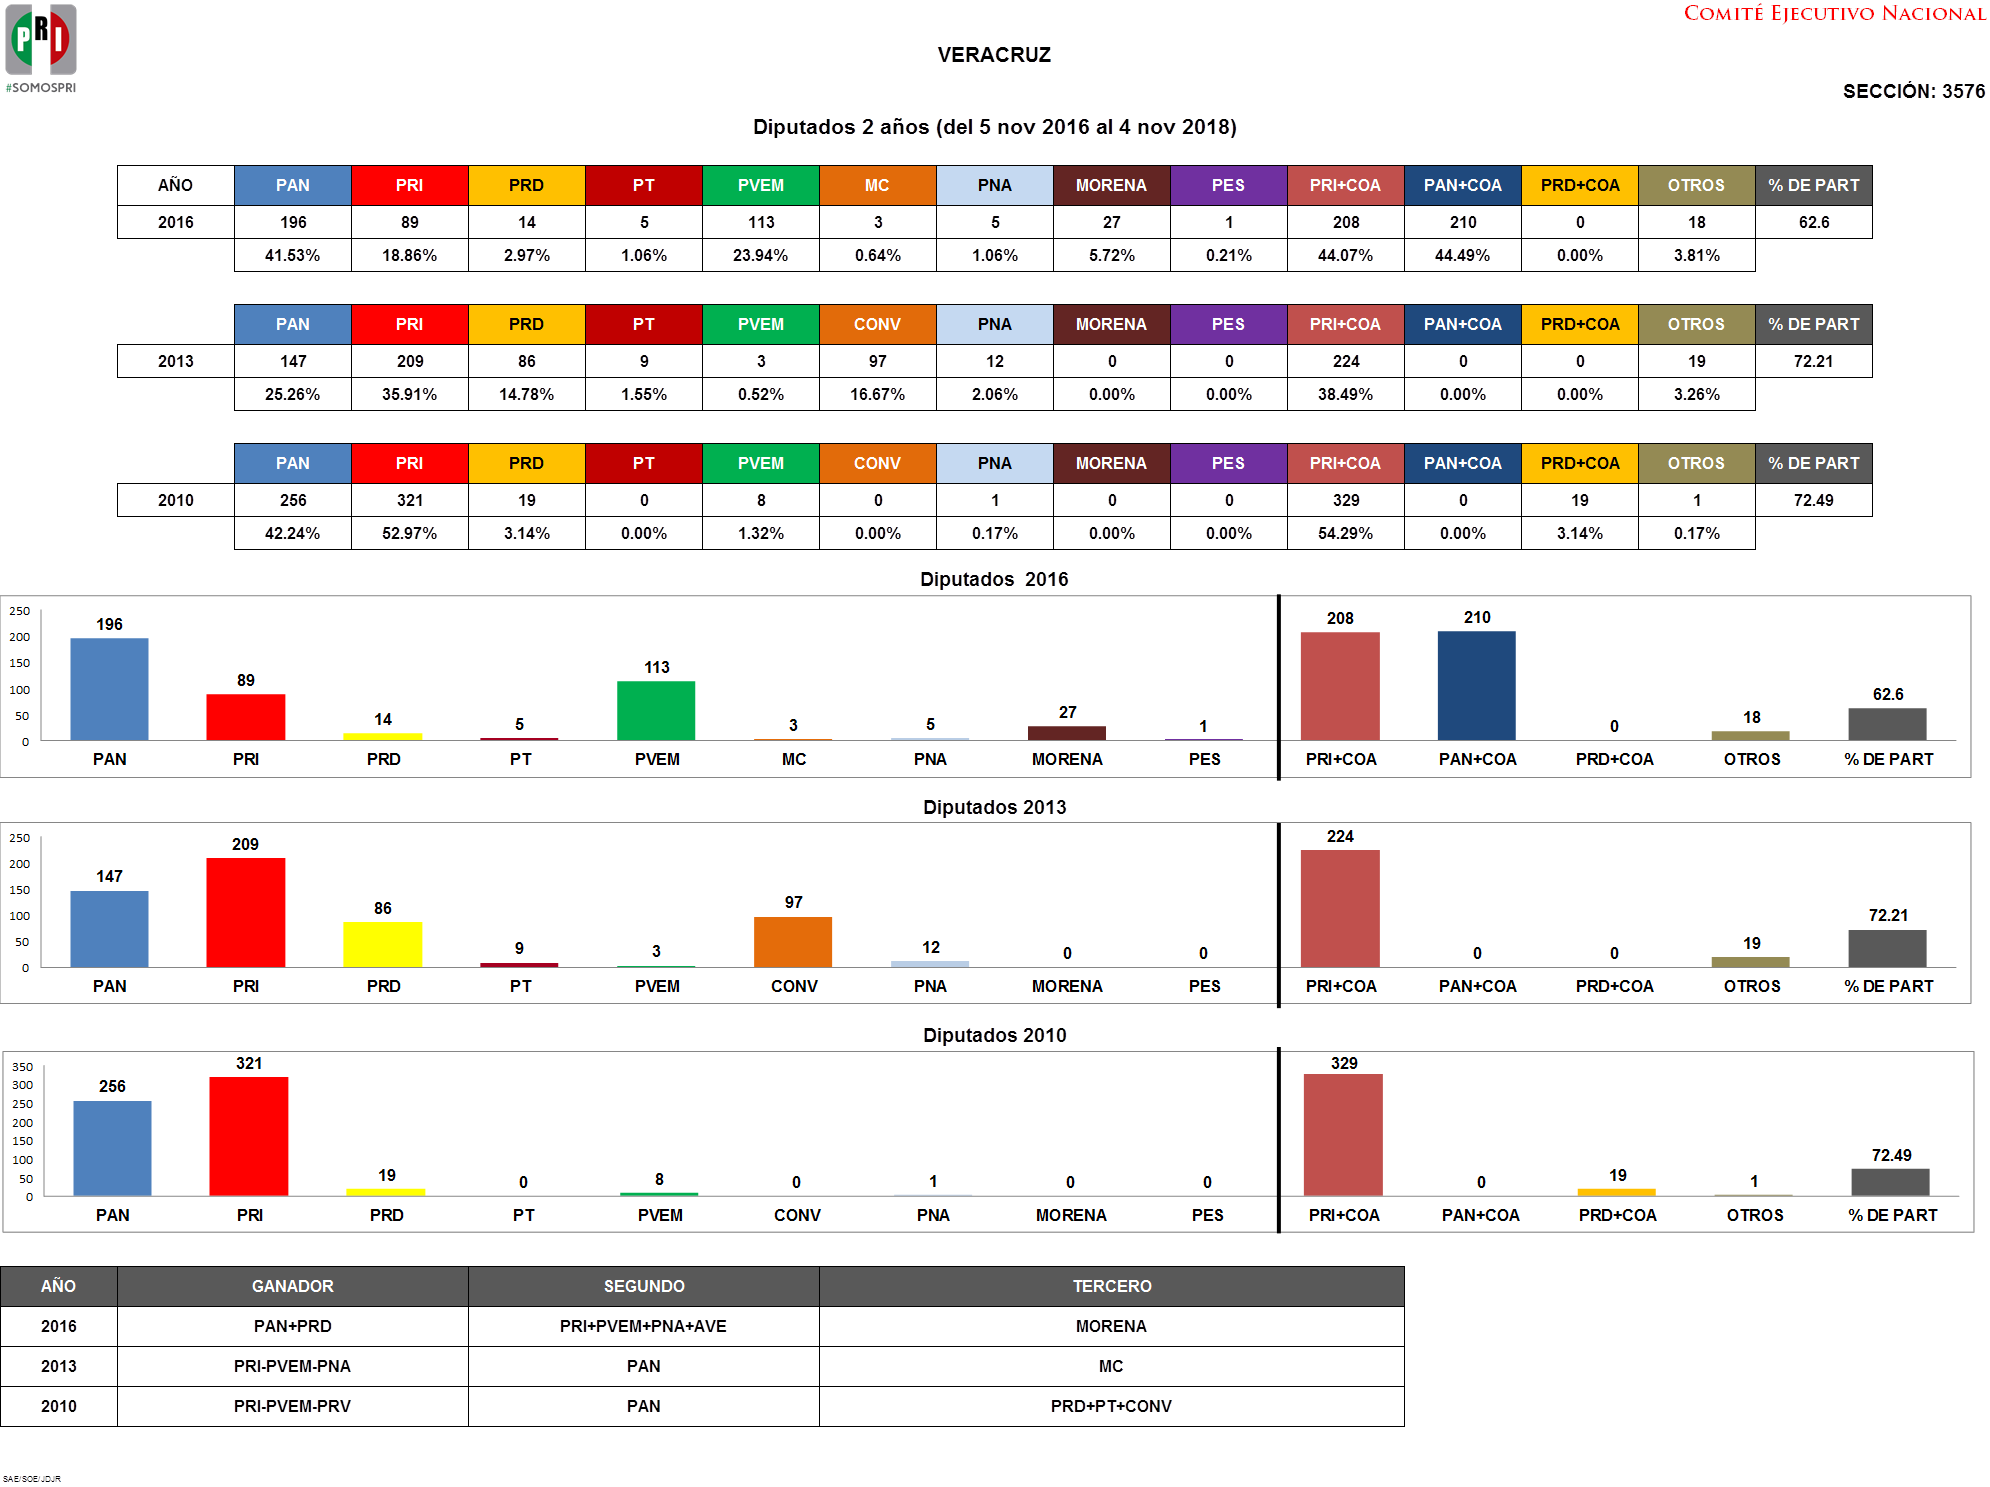 COMITÉ EJECUTIVO NACIONAL
PRI
#SOMOSPRI
VERACRUZ
SECCIÓN: 3576
Diputados 2 años (del 5 nov 2016 al 4 nov 2018)
AÑO PAN PRI PRD PT PVEM MC PNA MORENA PES PRI+COA PAN+COA PRD+COA OTROS % DE PART
2016 196 89 14 5 113 3 5 27 1 208 210 0 18 62.6
41.53% 18.86% 2.97% 1.06% 23.94% 0.64% 1.06% 5.72% 0.21% 44.07% 44.49% 0.00% 3.81%
PAN PRI PRD PT PVEM CONV PNA MORENA PES PRI+COA PAN+COA PRD+COA OTROS % DE PART
2013 147 209 86 9 3 97 12 0 0 224 0 0 19 72.21
25.26% 35.91% 14.78% 1.55% 0.52% 16.67% 2.06% 0.00% 0.00% 38.49% 0.00% 0.00% 3.26%
PAN PRI PRD PT PVEM CONV PNA MORENA PES PRI+COA PAN+COA PRD+COA OTROS % DE PART
2010 256 321 19 0 8 0 1 0 0 329 0 19 1 72.49
42.24% 52.97% 3.14% 0.00% 1.32% 0.00% 0.17% 0.00% 0.00% 54.29% 0.00% 3.14% 0.17%
Diputados 2016
250
200
150
100
50
0
196 89 14 5 113 3 5 27 1 208 210 0 18 62.6
PAN PRI PRD PT PVEM MC PNA MORENA PES PRI+COA PAN+COA PRD+COA OTROS % DE PART
Diputados 2013
250
200
150
100
50
0
147 209 86 9 3 97 12 0 0 224 0 0 19 72.21
PAN PRI PRD PT PVEM CONV PNA MORENA PES PRI+COA PAN+COA PRD+COA OTROS % DE PART
Diputados 2010
350
300
250
200
150
100
50
0
256 321 19 0 8 0 1 0 0 329 0 19 1 72.49
PAN PRI PRD PT PVEM CONV PNA MORENA PES PRI+COA PAN+COA PRD+COA OTROS % DE PART
AÑO GANADOR SEGUNDO TERCERO
2016 PAN+PRD PRI+PVEM+PNA+AVE MORENA
2013 PRI-PVEM-PNA PAN MC
2010 PRI-PVEM-PRV PAN PRD+PT+CONV
SAE/SOE/JDJR